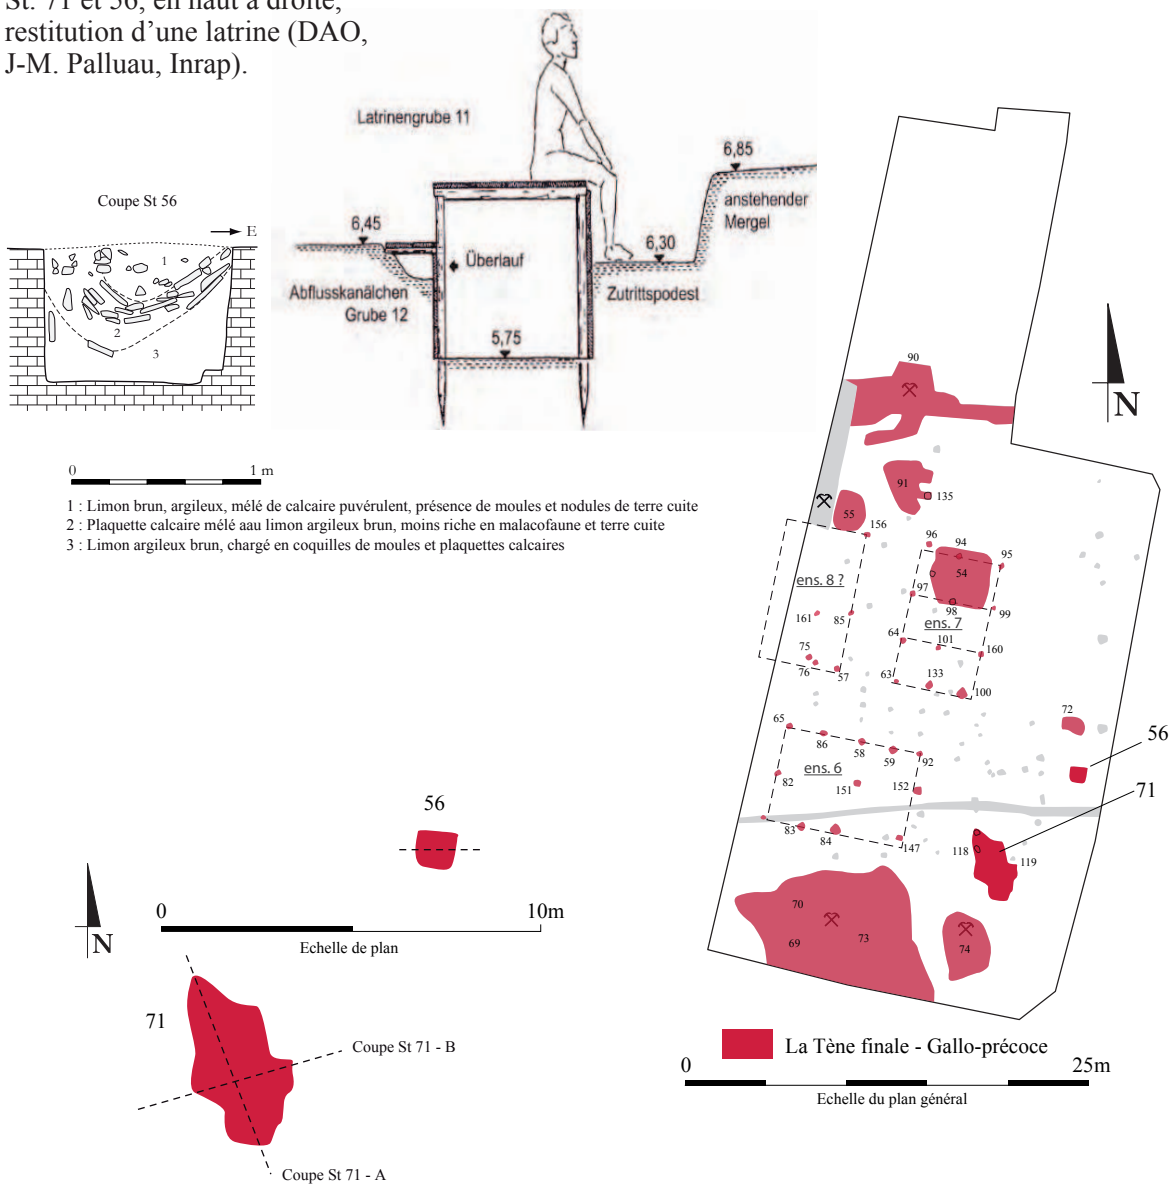 St. 71 et 56, en haut à droite,
restitution d'une latrine (DAO,
J-M. Palluau, Inrap).
Latrinengrube 11
6,85
anstehender
Mergel
6,45
6,30
Überlauf
Abflusskanälchen
Grube 12
Zutrittspodest
5,75
Coupe St 56
E
1
2
3
0 1 m
1 : Limon brun, argileux, mélé de calcaire puvérulent, présence de moules et nodules de terre cuite
2 : Plaquette calcaire mélé aau limon argileux brun, moins riche en malacofaune et terre cuite
3 : Limon argileux brun, chargé en coquilles de moules et plaquettes calcaires
56
N
0 10m
Echelle de plan
71
Coupe St 71 - B
Coupe St 71 - A
N
90
91
135
55
156
96
94
95
54
ens. 8 ?
97
98
99
161
85
ens. 7
64
101
160
75
76
57
63
133
100
72
65
56
86
58
59
92
ens. 6
82
151
152
71
83
84
147
118
119
70
69
73
74
La Tène finale - Gallo-précoce
0 25m
Echelle du plan général